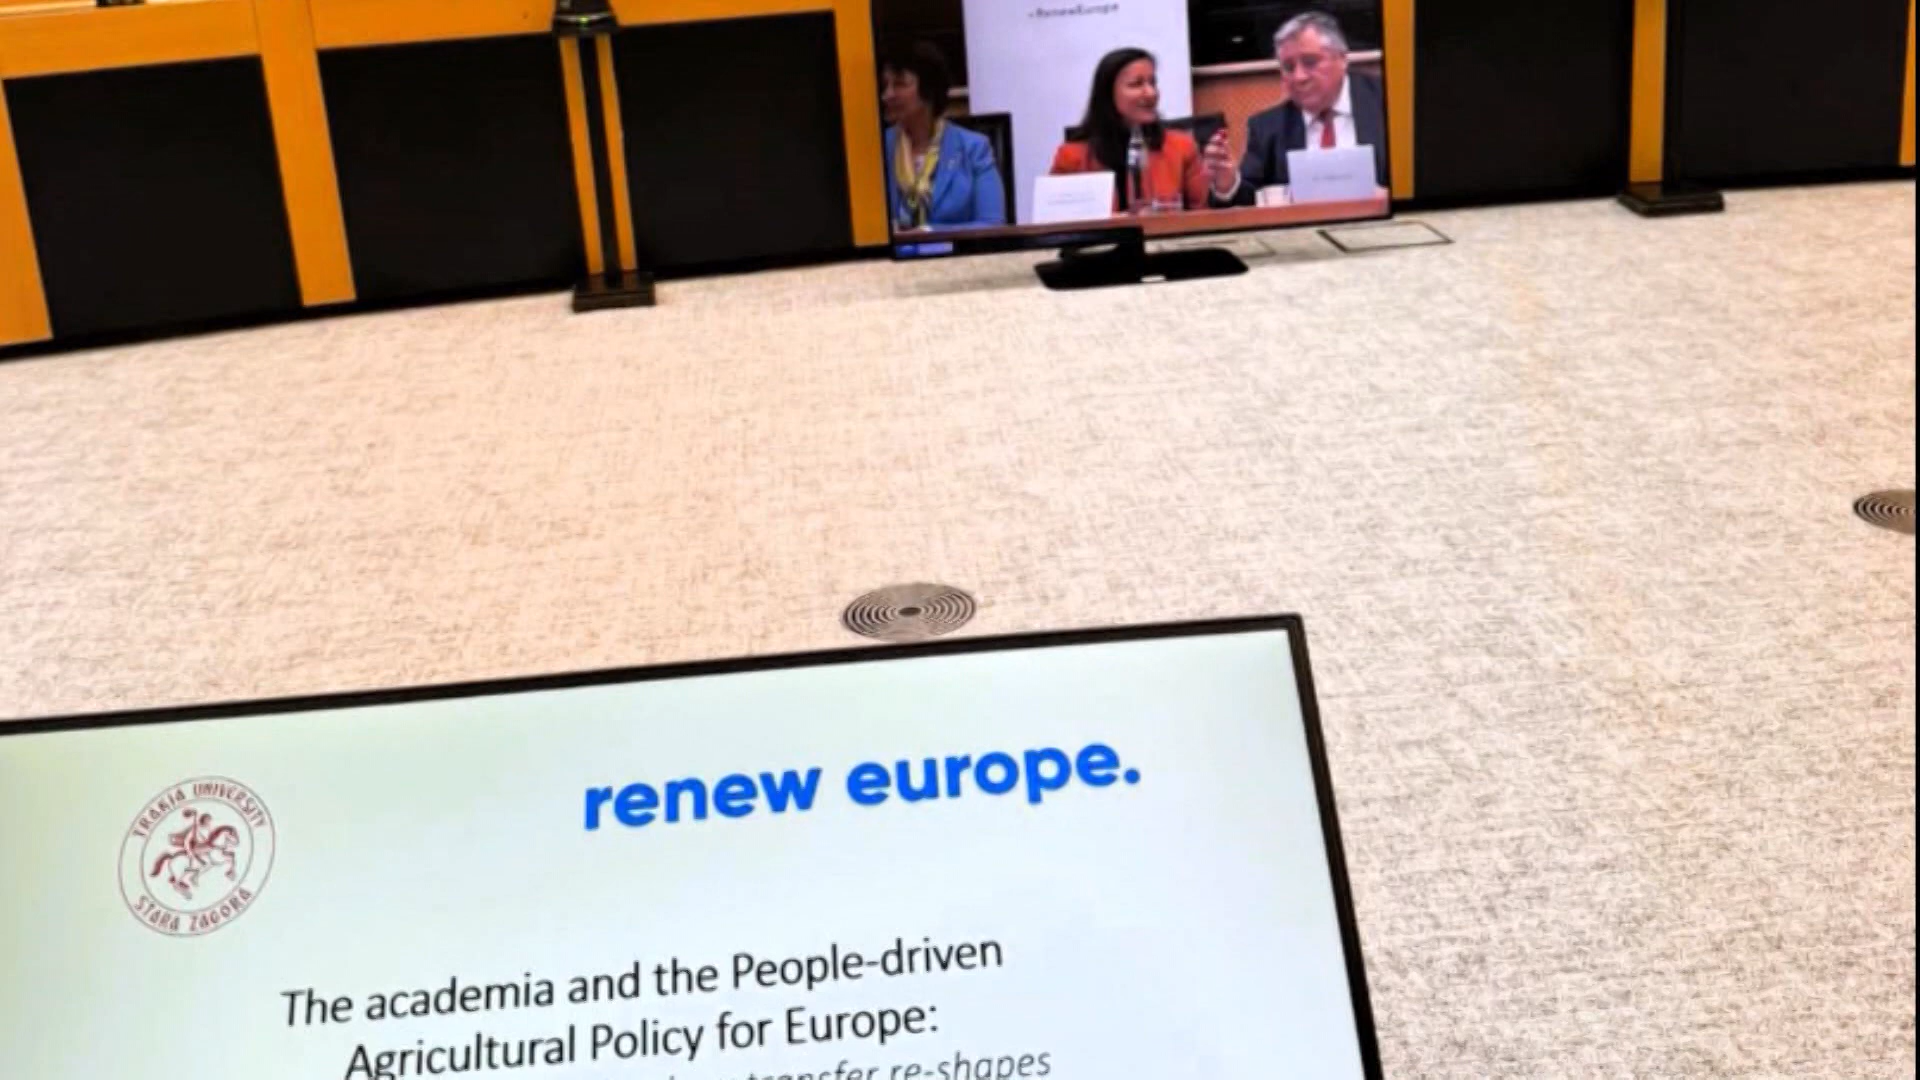 RenewEurope
renew europe.
TRAKIA UNIVERSITY
STARA ZAGORA
The academia and the People-driven
Agricultural Policy for Europe:
transfer re-shapes